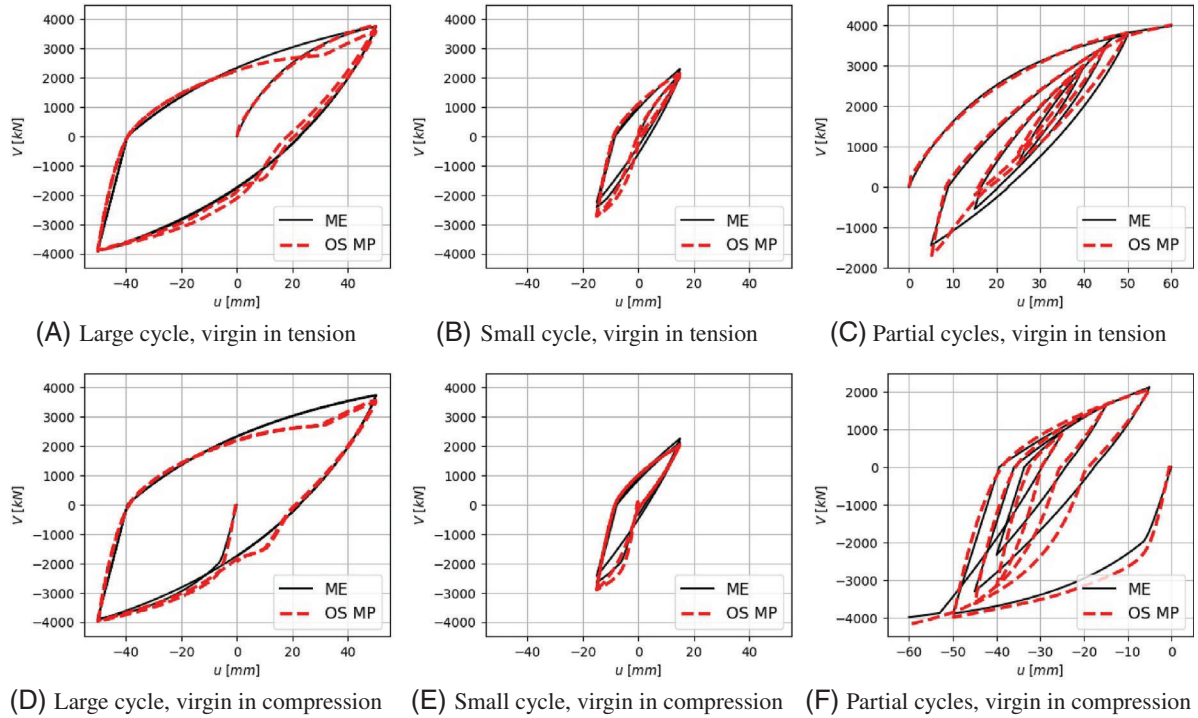 4000
3000
2000
1000
0
−1000
−2000
−3000
−4000
V [kN]
−40
−20
0
20
40
u [mm]
ME
OS MP
(A) Large cycle, virgin in tension
4000
3000
2000
1000
0
−1000
−2000
−3000
−4000
V [kN]
−40
−20
0
20
40
u [mm]
ME
OS MP
(B) Small cycle, virgin in tension
4000
3000
2000
1000
0
−1000
−2000
V [kN]
0
10
20
30
40
50
60
u [mm]
ME
OS MP
(C) Partial cycles, virgin in tension
4000
3000
2000
1000
0
−1000
−2000
−3000
−4000
V [kN]
−40
−20
0
20
40
u [mm]
ME
OS MP
(D) Large cycle, virgin in compression
4000
3000
2000
1000
0
−1000
−2000
−3000
−4000
V [kN]
−40
−20
0
20
40
u [mm]
ME
OS MP
(E) Small cycle, virgin in compression
2000
1000
0
−1000
−2000
−3000
−4000
V [kN]
−60
−50
−40
−30
−20
−10
0
u [mm]
ME
OS MP
(F) Partial cycles, virgin in compression